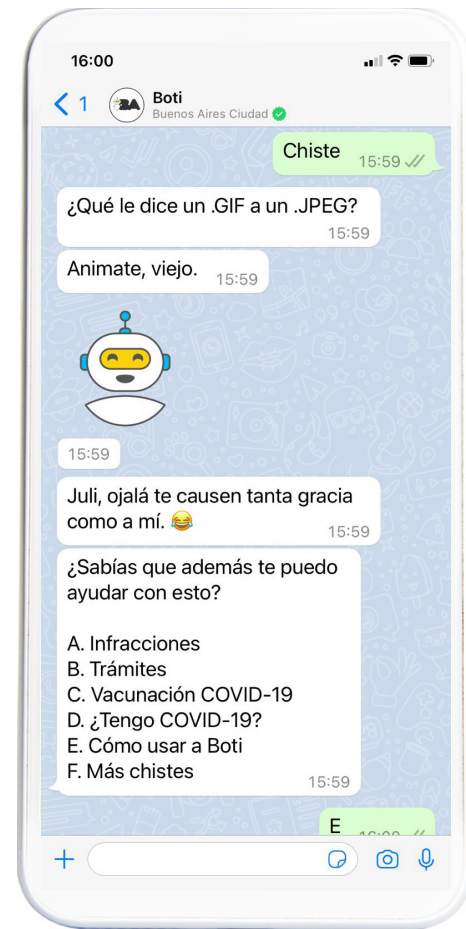 16:00
1
BA
Boti
Buenos Aires Ciudad
Chiste
15:59
¿Qué le dice un .GIF a un .JPEG?
15:59
Animate, viejo.
15:59
15:59
Juli, ojalá te causen tanta gracia
como a mí. 😂
15:59
¿Sabías que además te puedo
ayudar con esto?
A. Infracciones
B. Trámites
C. Vacunación COVID-19
D. ¿Tengo COVID-19?
E. Cómo usar a Boti
F. Más chistes
15:59
E
16:00